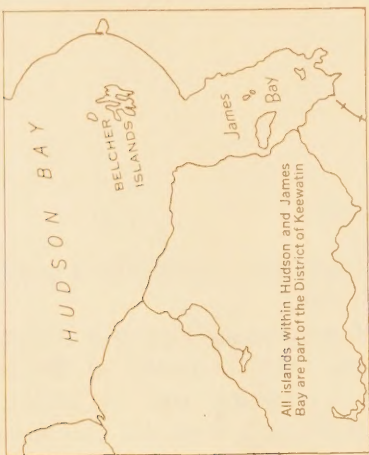 HUDSON BAY
BELCHER
ISLANDS
James
Bay
All islands within Hudson and James
Bay are part of the District of Keewatin